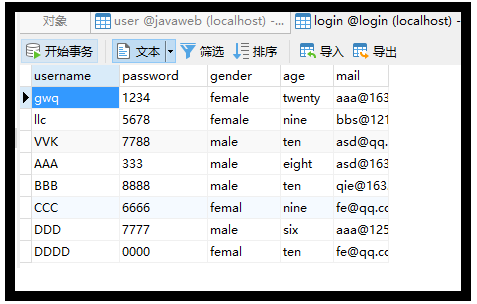 对象 user @javaweb (localhost) -... login @login (localhost) -
开始事务 文本 筛选 排序 导入 导出
username password gender age mail
gwq 1234 female twenty aaa@163
llc 5678 female nine bbs@121
VVK 7788 male ten asd@qq.
AAA 333 male eight asd@163
BBB 8888 male ten qie@163.
CCC 6666 femal nine fe@qq.cc
DDD 7777 male six aaa@125
DDDD 0000 femal ten fe@qq.cc